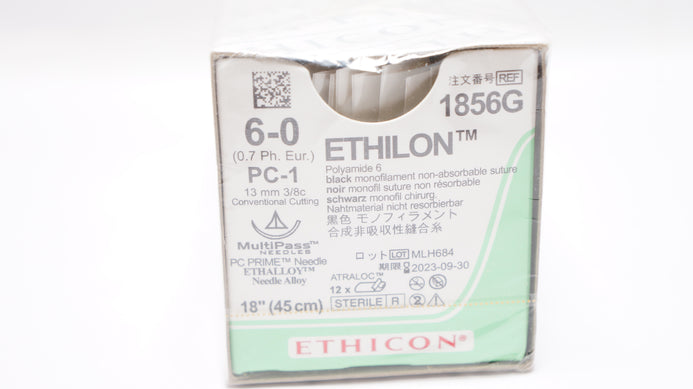 注文番号 REF
1856G
6-0
(0.7 Ph. Eur.)
PC-1
13 mm 3/8c
Conventional Cutting
MultiPass™
NEEDLES
PC PRIME™ Needle
ETHALLOY™
Needle Alloy
18" (45 cm)
ETHILON™
Polyamide 6
black monofilament non-absorbable suture
noir monofil suture non résorbable
schwarz monofil chirurg.
Nahtmaterial nicht resorbierbar
黒色 モノフィラメント
合成非吸収性縫合糸
ロット LOT MLH684
期限 2023-09-30
ATRALOC™
12 x
STERILE R 2
ETHICON®